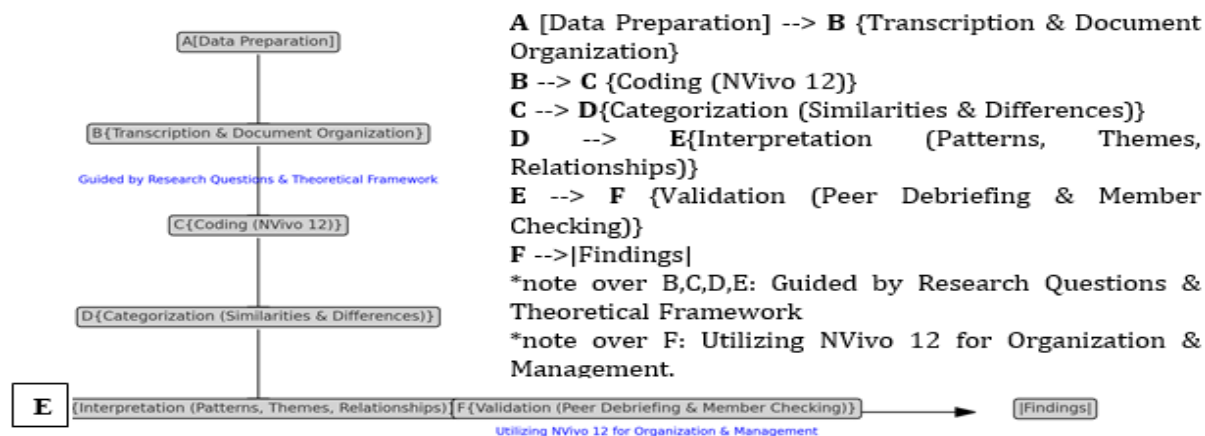 A[Data Preparation]
B{Transcription & Document Organization}
Guided by Research Questions & Theoretical Framework
C{Coding (NVivo 12)}
D{Categorization (Similarities & Differences)}
E
{Interpretation (Patterns, Themes, Relationships)
F{Validation (Peer Debriefing & Member Checking)}
|Findings|
Utilizing NVivo 12 for Organization & Management
A [Data Preparation] --> B {Transcription & Document
Organization}
B --> C {Coding (NVivo 12)}
C --> D{Categorization (Similarities & Differences)}
D --> E{Interpretation (Patterns, Themes,
Relationships)}
E --> F {Validation (Peer Debriefing & Member
Checking)}
F -->|Findings|
*note over B,C,D,E: Guided by Research Questions &
Theoretical Framework
*note over F: Utilizing NVivo 12 for Organization &
Management.